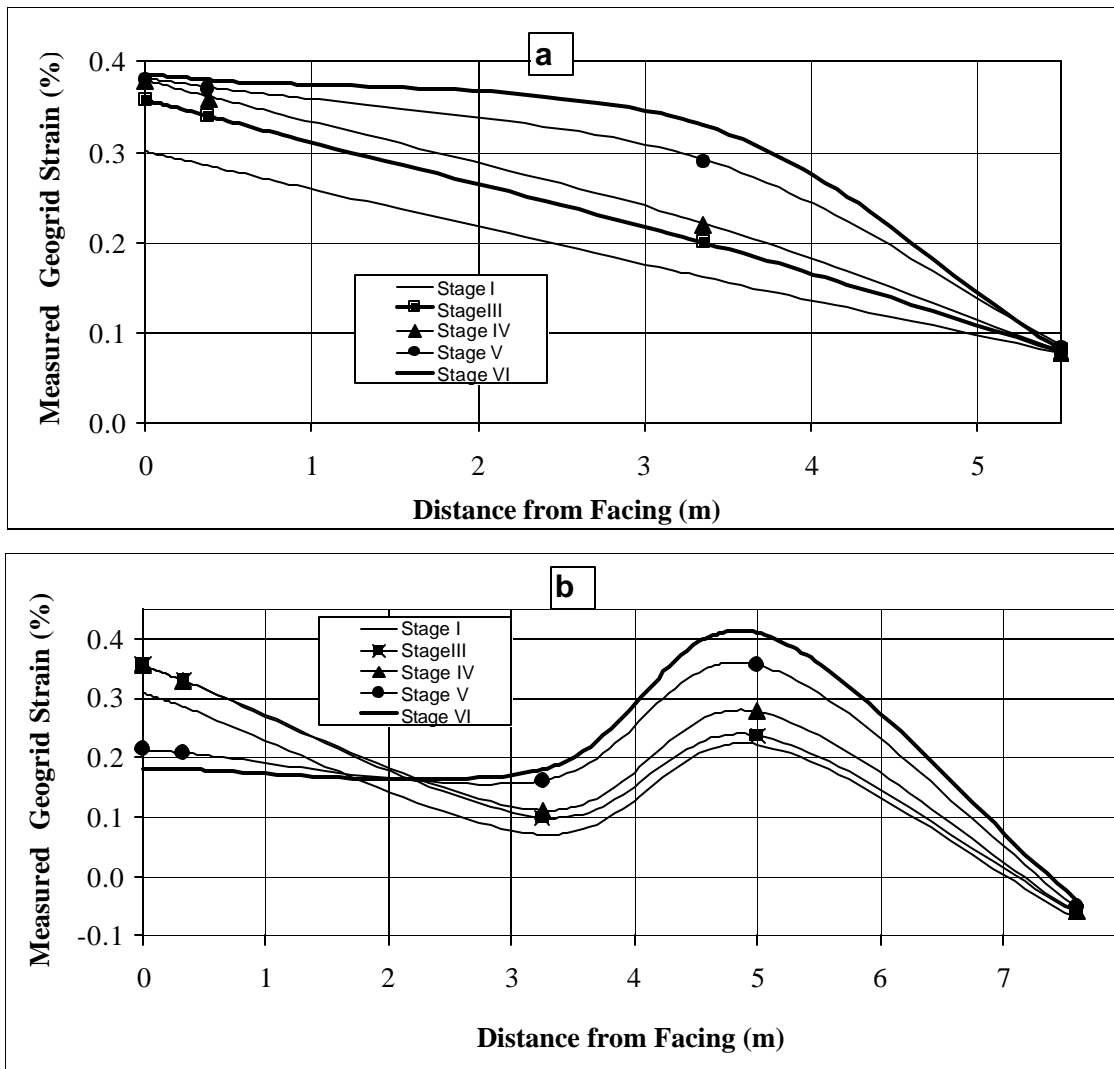 a
Measured Geogrid Strain (%)
0.4
0.3
0.2
0.1
0.0
Stage I
StageIII
Stage IV
Stage V
Stage VI
0 1 2 3 4 5
Distance from Facing (m)
b
Measured Geogrid Strain (%)
0.4
0.3
0.2
0.1
0.0
-0.1
Stage I
StageIII
Stage IV
Stage V
Stage VI
0 1 2 3 4 5 6 7
Distance from Facing (m)